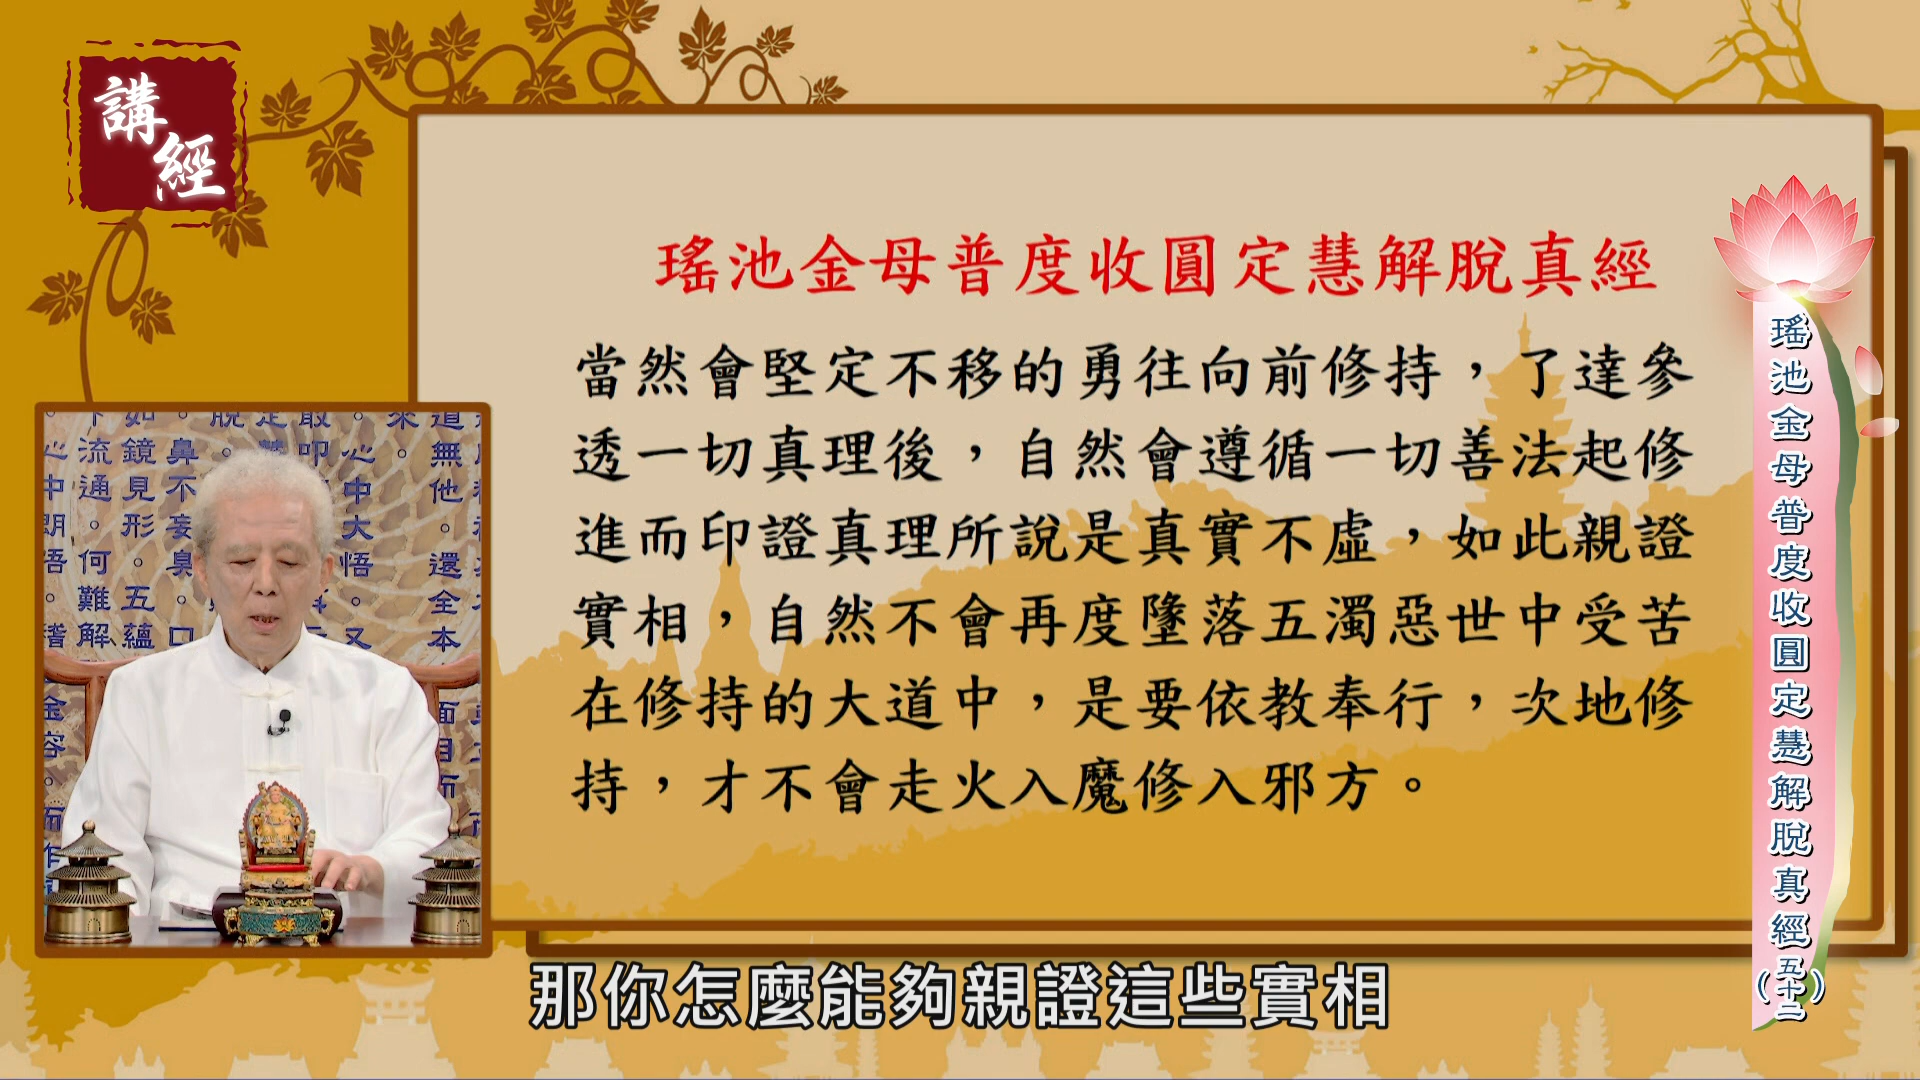 講經
瑤池金母普度收圓定慧解脫真經
當然會堅定不移的勇往向前修持，了達參
透一切真理後，自然會遵循一切善法起修
進而印證真理所說是真實不虛，如此親證
實相，自然不會再度墬落五濁惡世中受苦
在修持的大道中，是要依教奉行，次地修
持，才不會走火入魔修入邪方。
瑤池金母普度收圓定慧解脫真經（五十二）
那你怎麼能夠親證這些實相